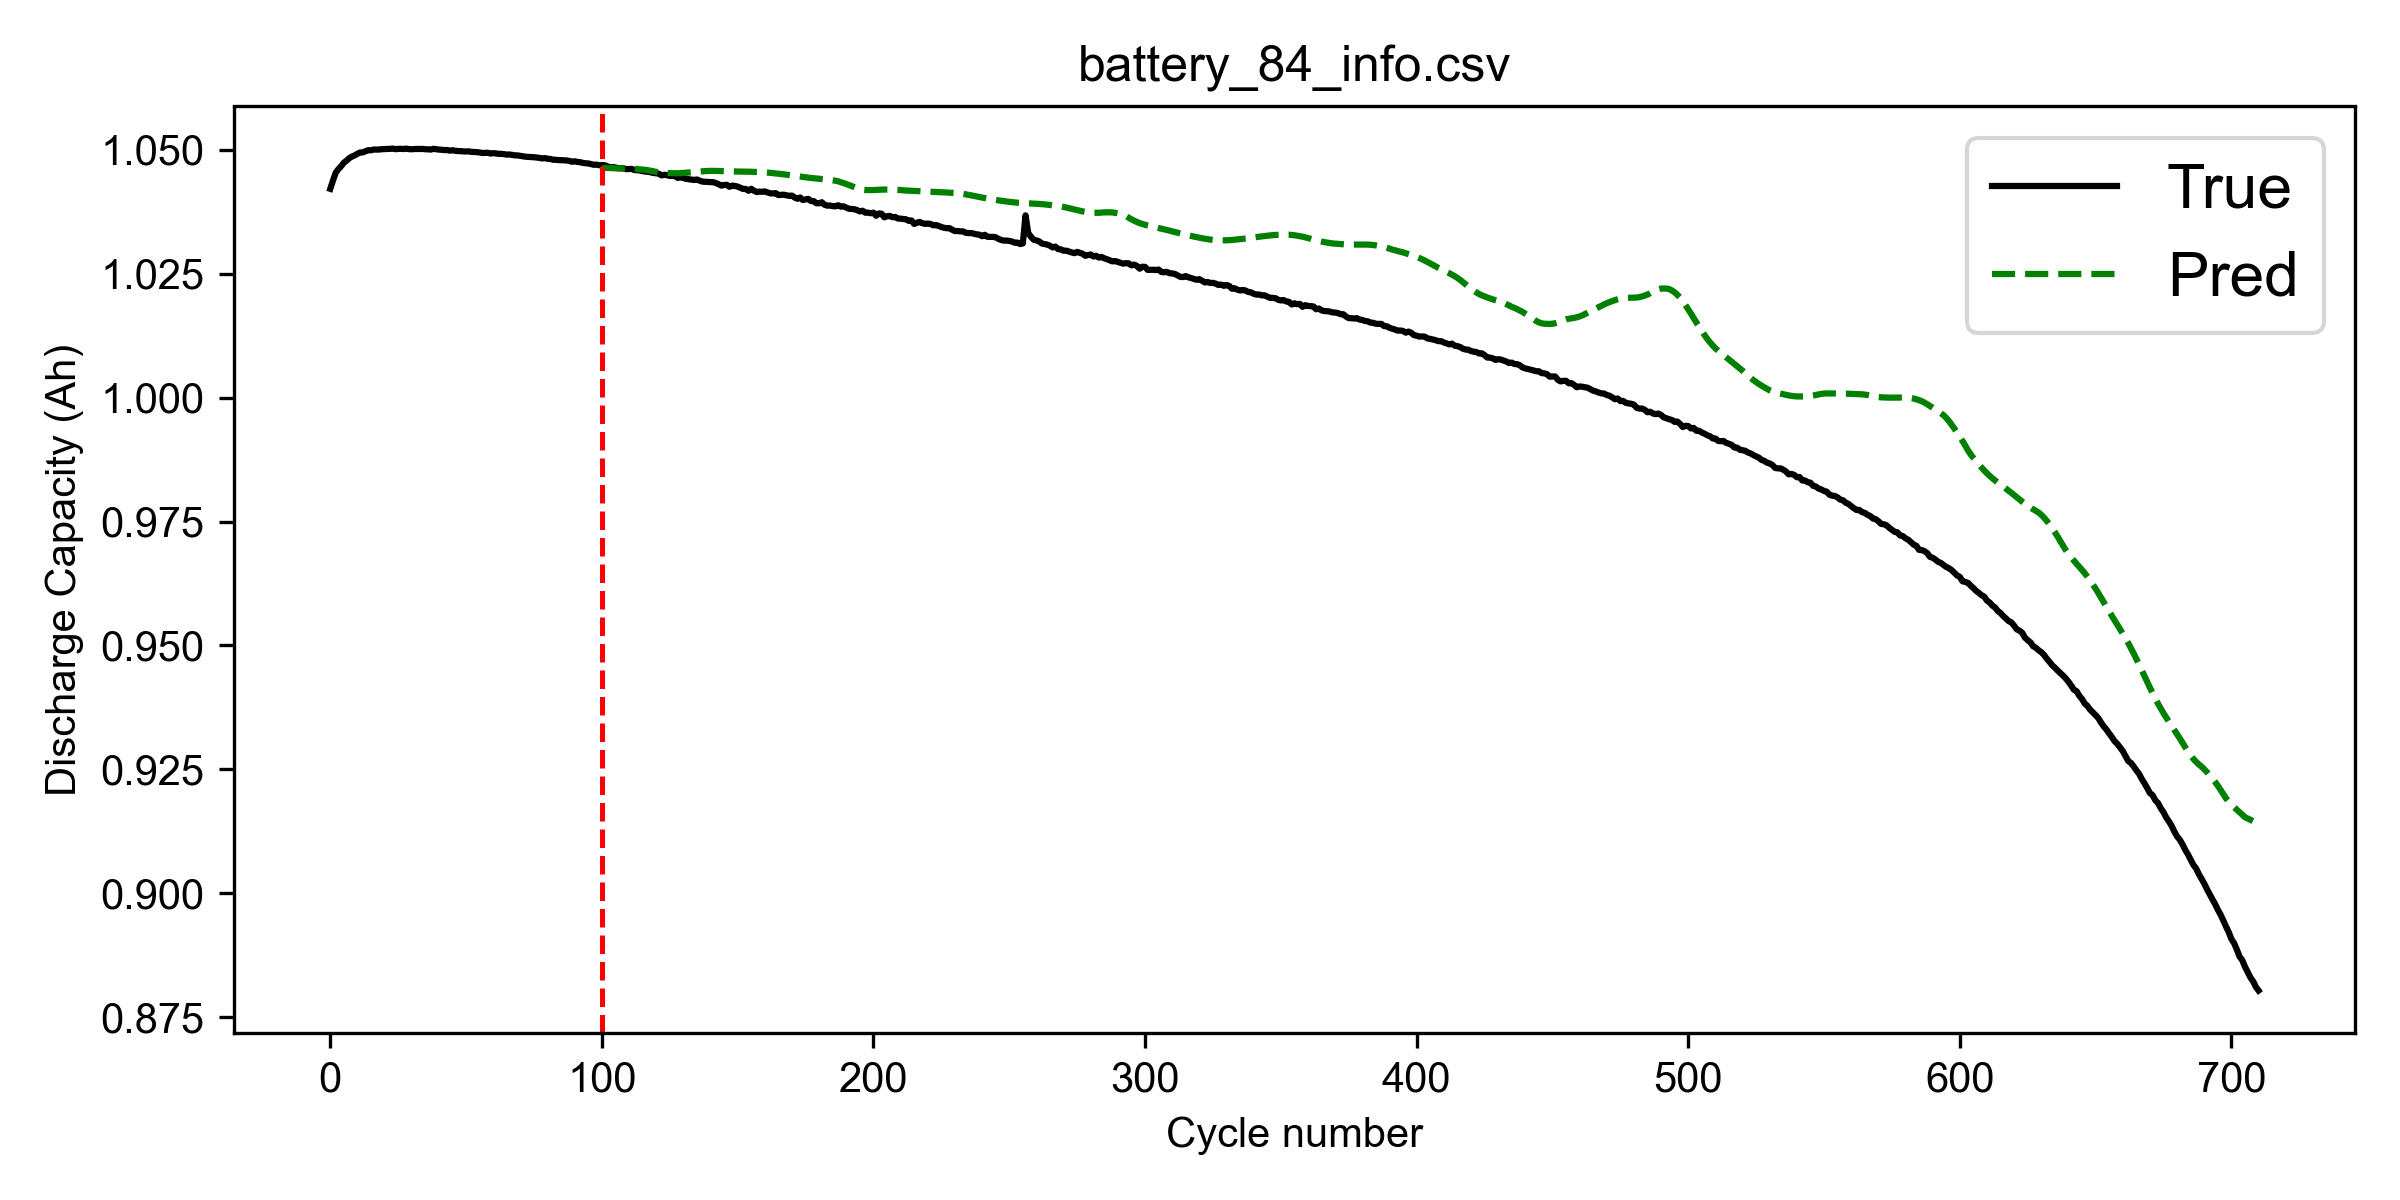 battery_84_info.csv
True
Pred
Discharge Capacity (Ah)
1.050
1.025
1.000
0.975
0.950
0.925
0.900
0.875
0 100 200 300 400 500 600 700
Cycle number